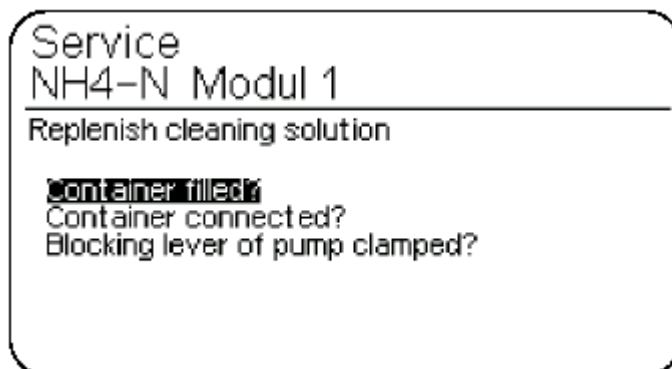 Service
NH4-N Modul 1
Replenish cleaning solution
Container filled?
Container connected?
Blocking lever of pump clamped?